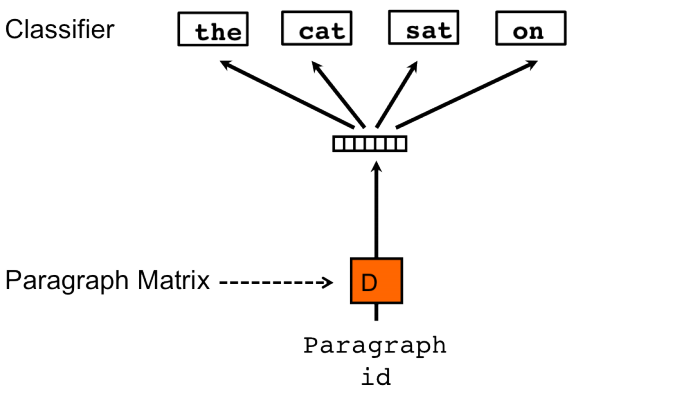 Classifier the cat sat on
Paragraph Matrix D
Paragraph
id